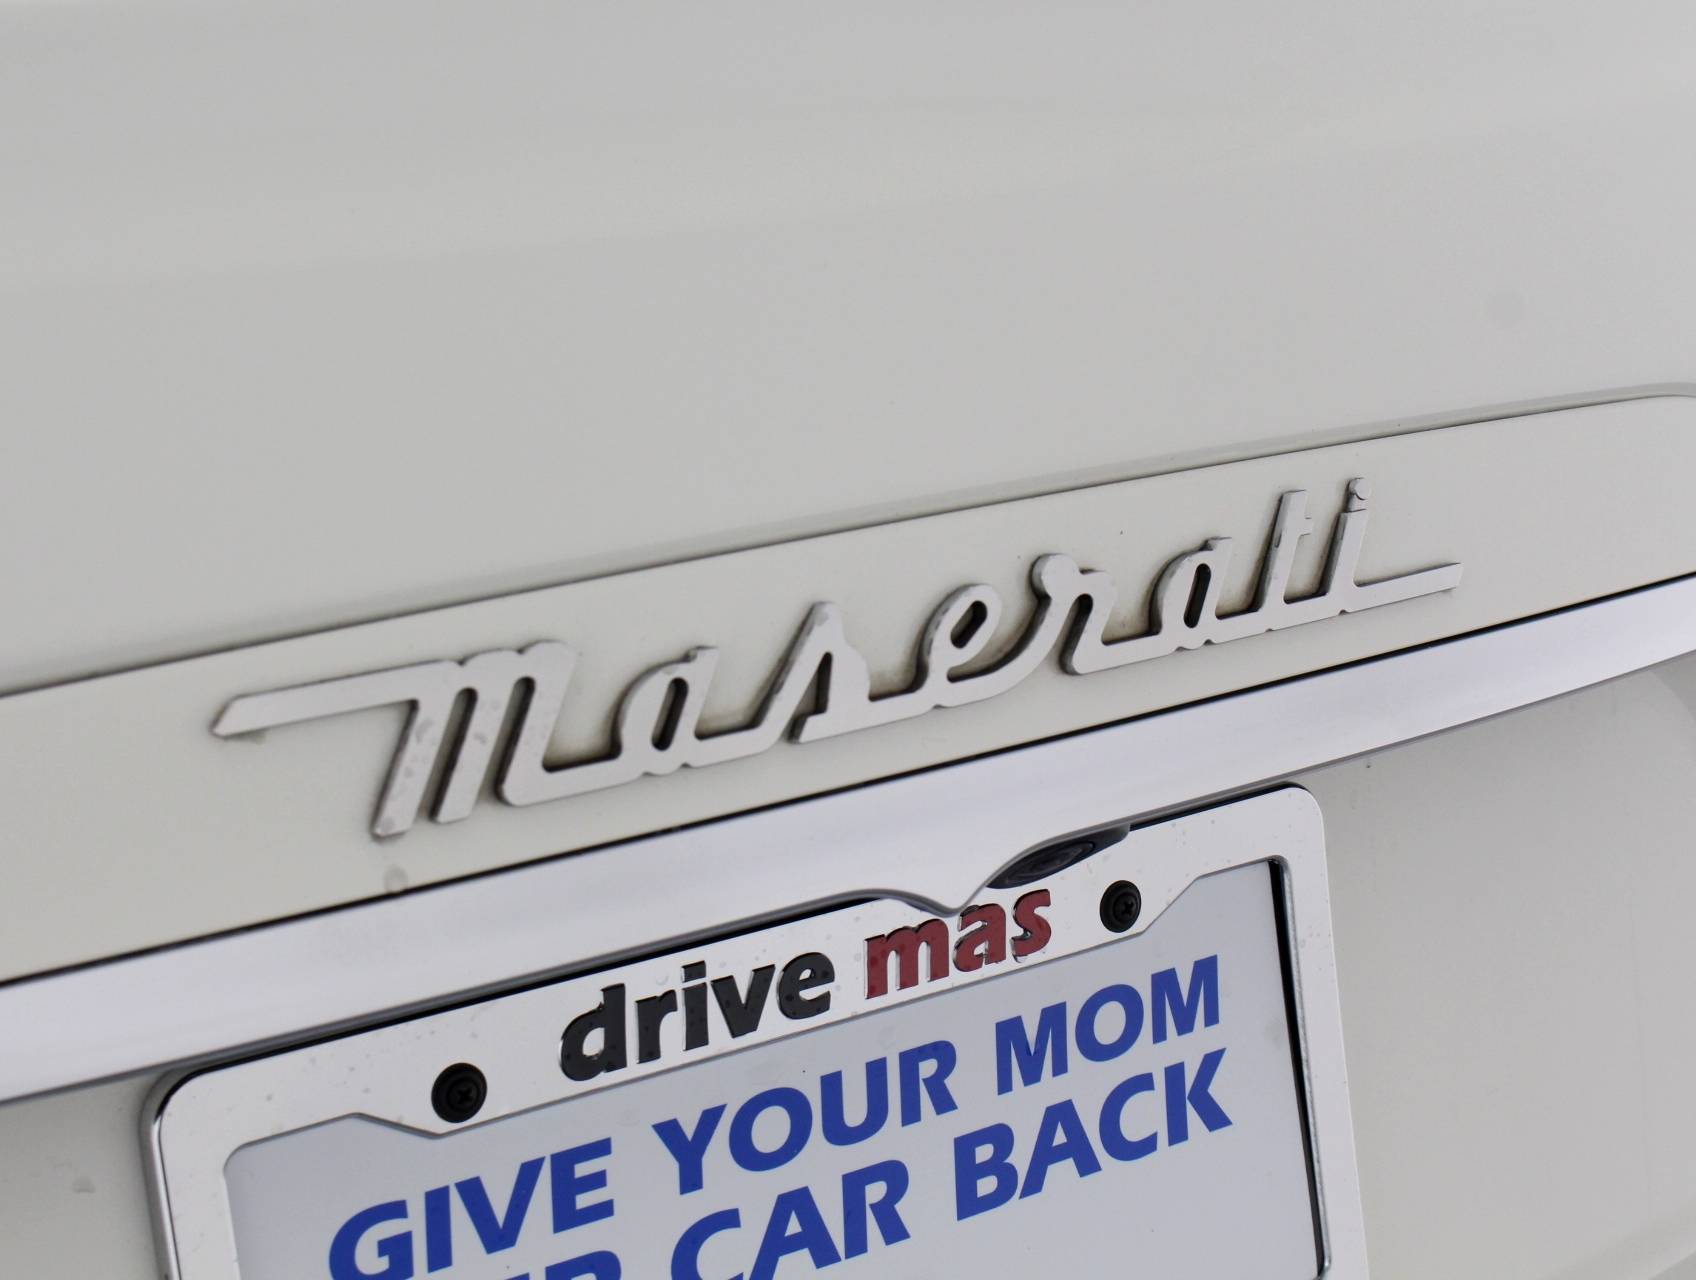 Maserati
drive mas
GIVE YOUR MOM
CAR BACK